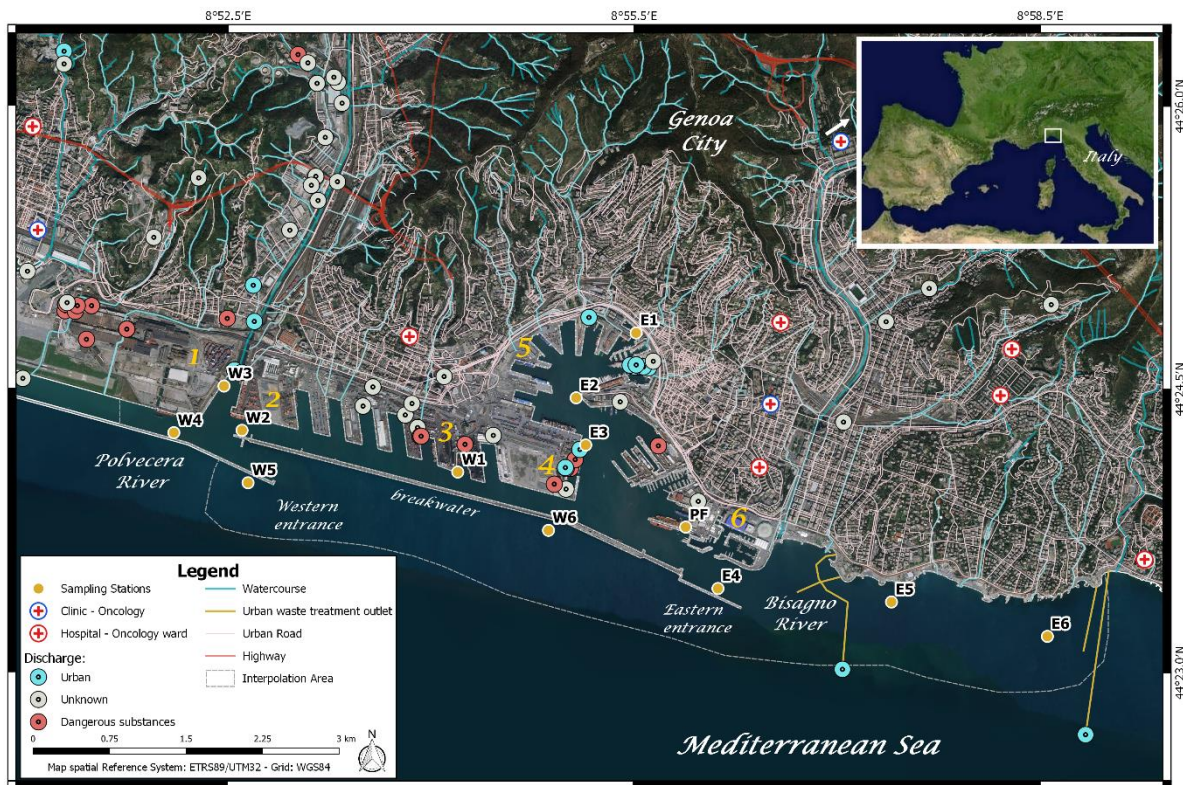 8°52.5'E
8°55.5'E
8°58.5'E
44°26.0'N
44°24.5'N
44°23.0'N
Genoa
City
Italy
E1
5
E2
1
W3
2
W2
W4
3
W1
E3
4
Polvecera
River
W5
Western
entrance
breakwater
W6
PF
6
E4
Eastern
entrance
Bisagno
River
E5
E6
Mediterranean Sea
Legend
Sampling Stations
Clinic - Oncology
Hospital - Oncology ward
Discharge:
Urban
Unknown
Dangerous substances
Watercourse
Urban waste treatment outlet
Urban Road
Highway
Interpolation Area
0 0.75 1.5 2.25 3 km
N
Map spatial Reference System: ETRS89/UTM32 - Grid: WGS84